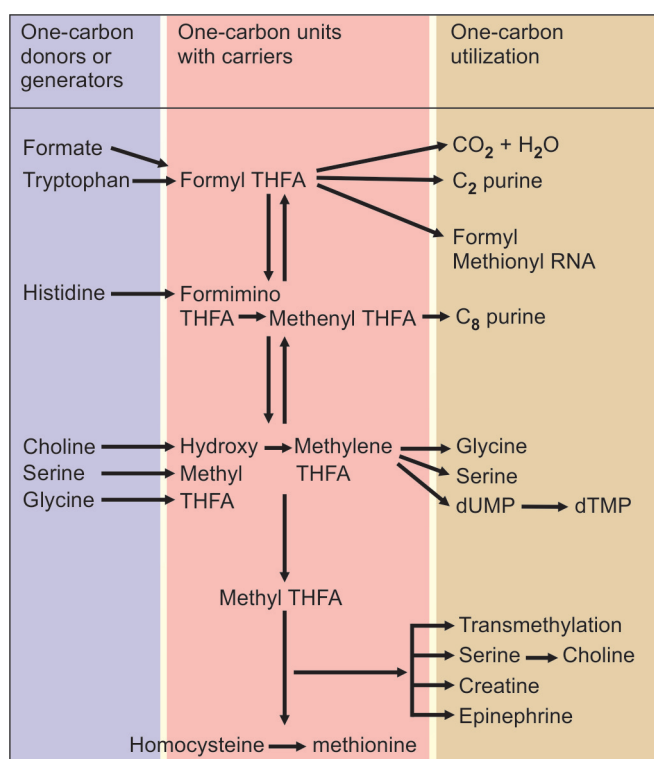 One-carbon
donors or
generators
One-carbon units
with carriers
One-carbon
utilization
Formate
Tryptophan
Formyl THFA
CO2 + H2O
C2 purine
Formyl
Methionyl RNA
Histidine
Formimino
THFA
Methenyl THFA
C8 purine
Choline
Serine
Glycine
Hydroxy
Methyl
THFA
Methylene
THFA
Glycine
Serine
dUMP
dTMP
Methyl THFA
Transmethylation
Serine
Choline
Creatine
Epinephrine
Homocysteine
methionine